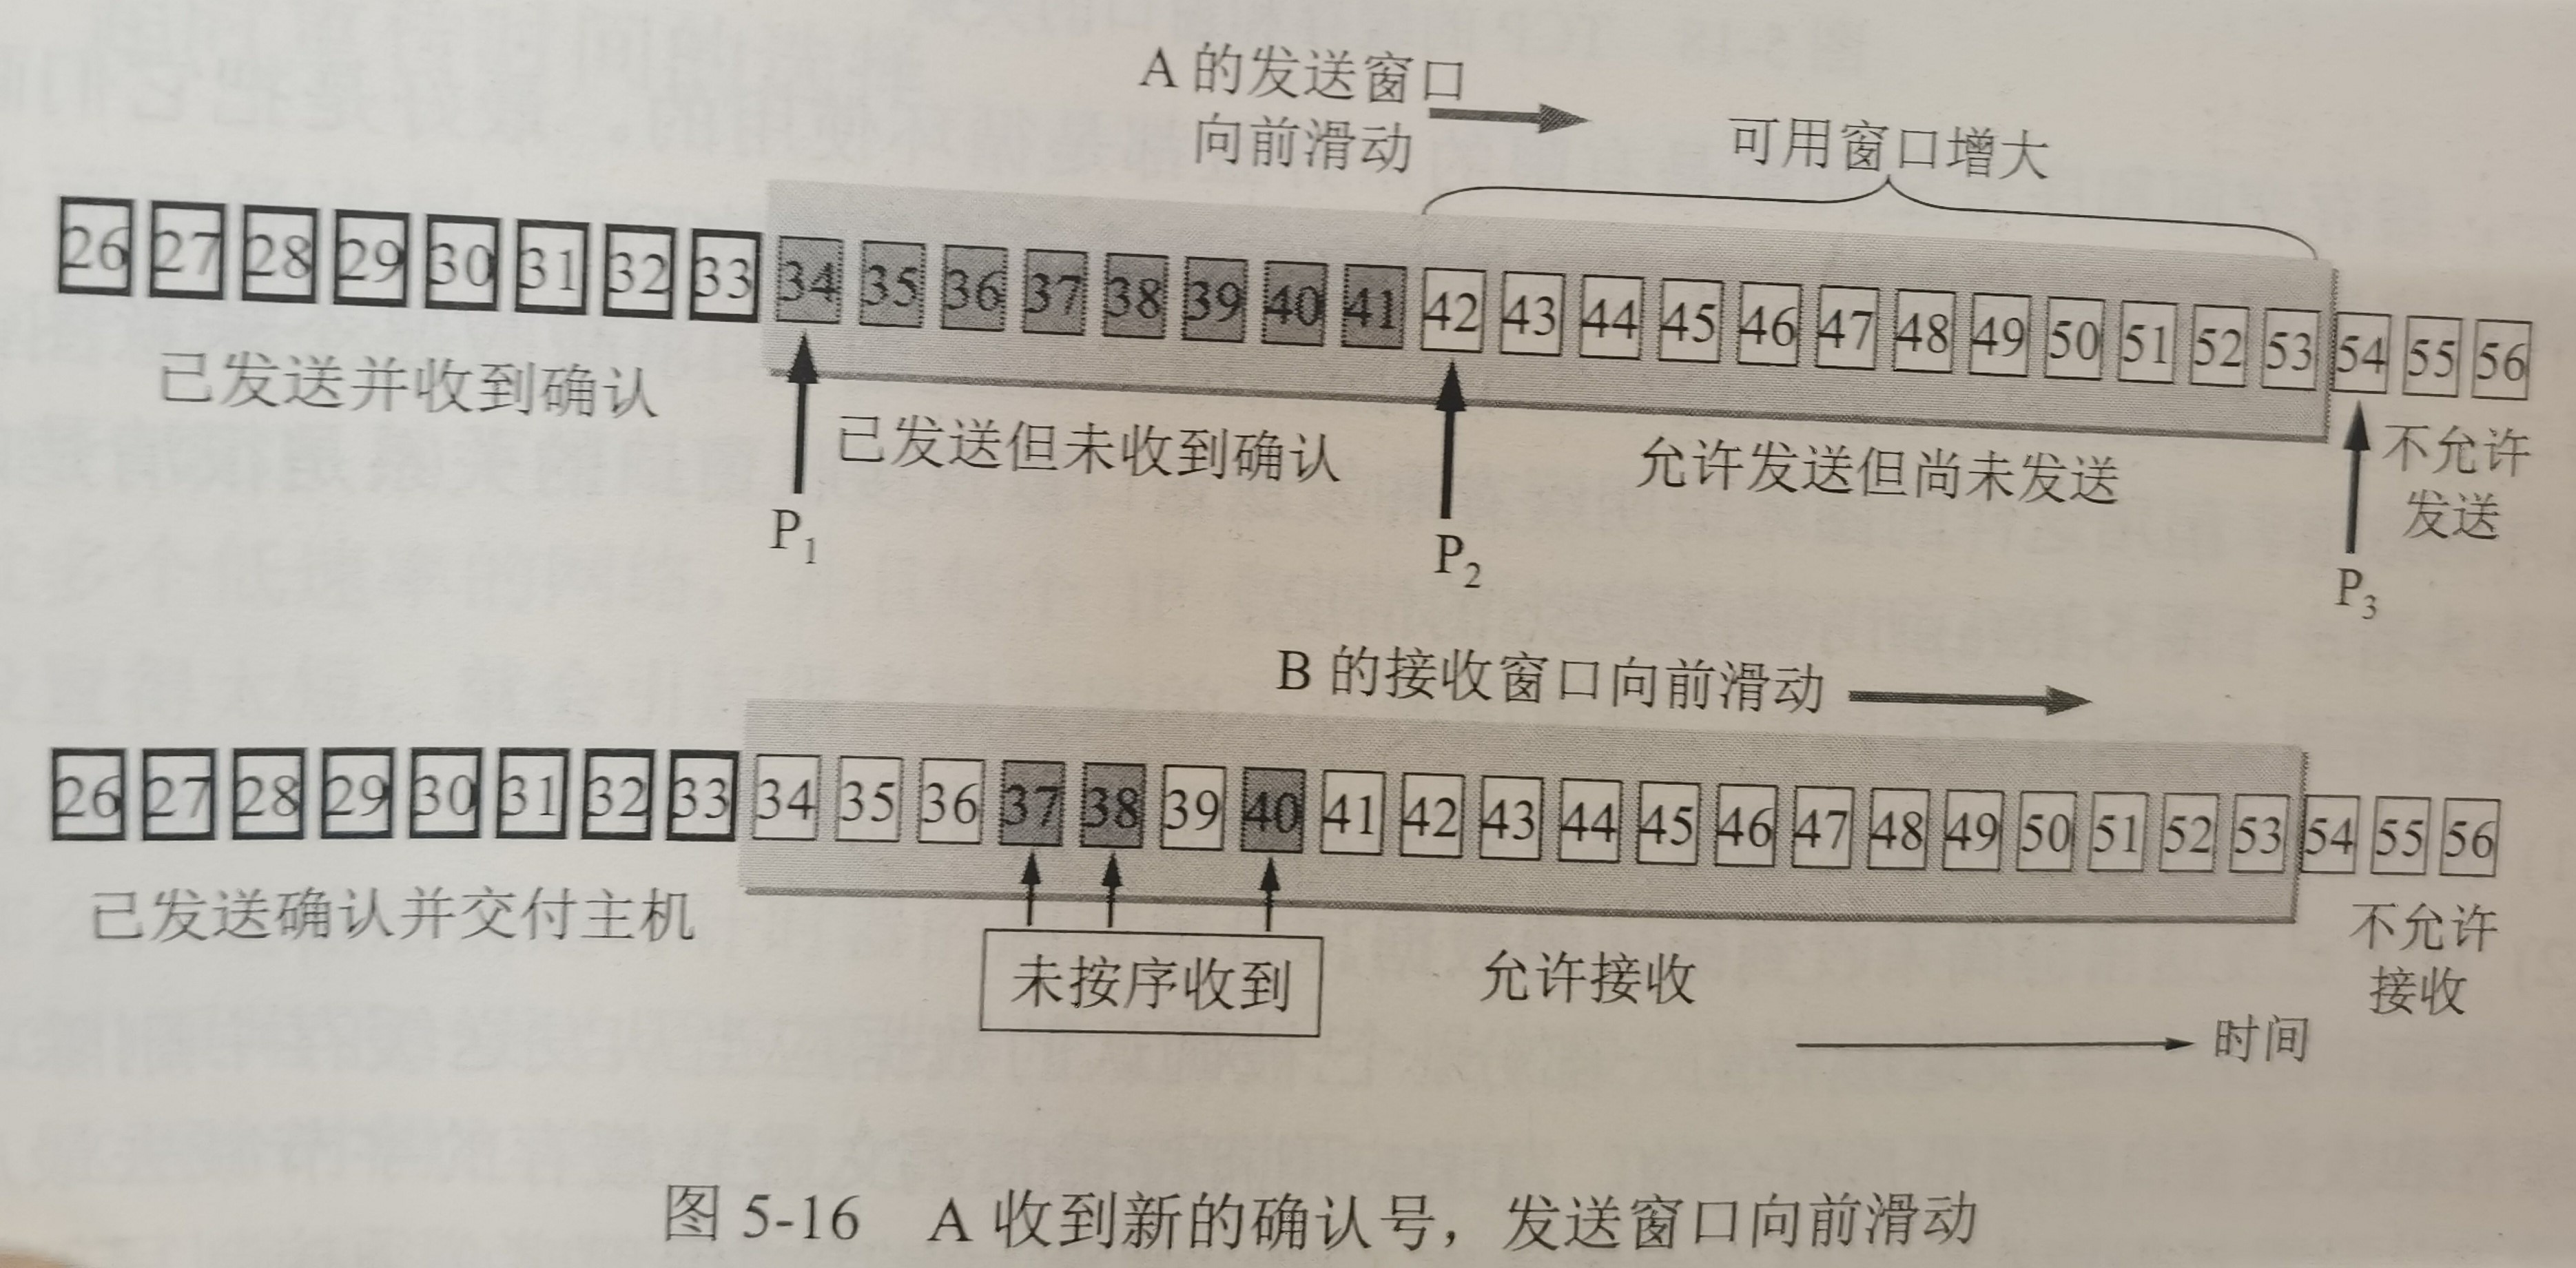 A 的发送窗口
向前滑动
可用窗口增大
26 27 28 29 30 31 32 33 34 35 36 37 38 39 40 41 42 43 44 45 46 47 48 49 50 51 52 53 54 55 56
已发送并收到确认
已发送但未收到确认
允许发送但尚未发送
不允许
发送
P₁
P₂
P₃
B 的接收窗口向前滑动
26 27 28 29 30 31 32 33 34 35 36 37 38 39 40 41 42 43 44 45 46 47 48 49 50 51 52 53 54 55 56
已发送确认并交付主机
未按序收到
允许接收
不允许
接收
时间
图 5-16 A 收到新的确认号，发送窗口向前滑动